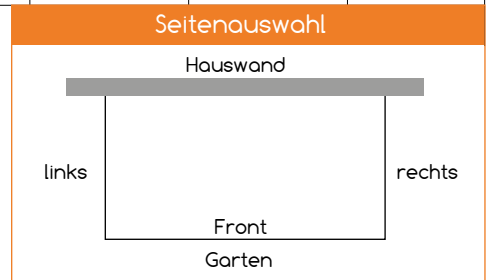 Seitenauswahl
Hauswand
links
rechts
Front
Garten